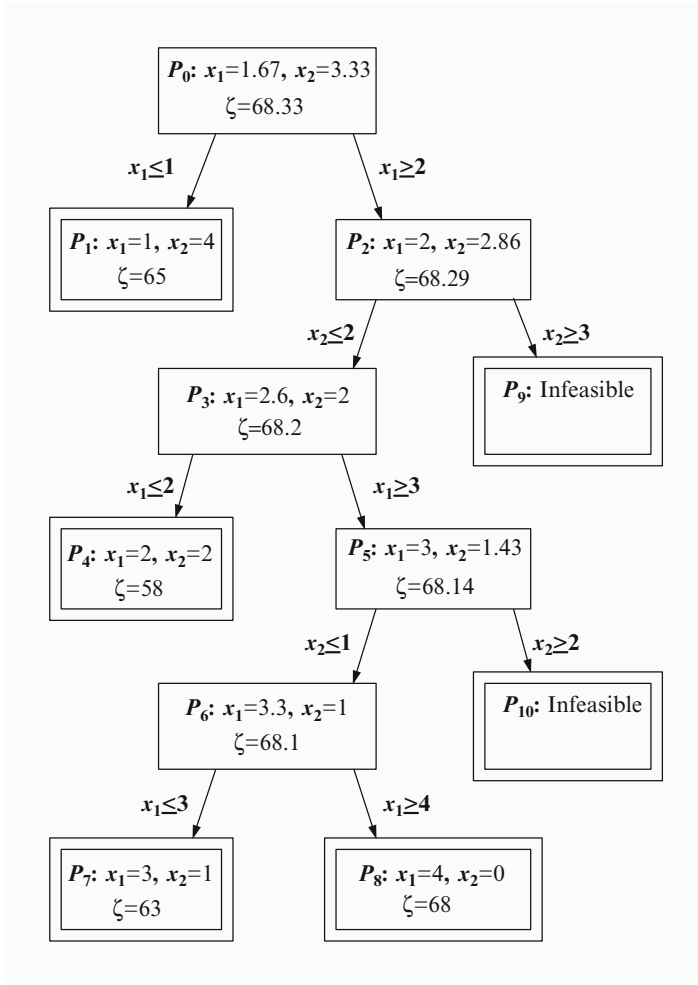 P₀: x₁=1.67, x₂=3.33
ζ=68.33
x₁≤1
x₁≥2
P₁: x₁=1, x₂=4
ζ=65
P₂: x₁=2, x₂=2.86
ζ=68.29
x₂≤2
x₂≥3
P₃: x₁=2.6, x₂=2
ζ=68.2
P₉: Infeasible
x₁≤2
x₁≥3
P₄: x₁=2, x₂=2
ζ=58
P₅: x₁=3, x₂=1.43
ζ=68.14
x₂≤1
x₂≥2
P₆: x₁=3.3, x₂=1
ζ=68.1
P₁₀: Infeasible
x₁≤3
x₁≥4
P₇: x₁=3, x₂=1
ζ=63
P₈: x₁=4, x₂=0
ζ=68